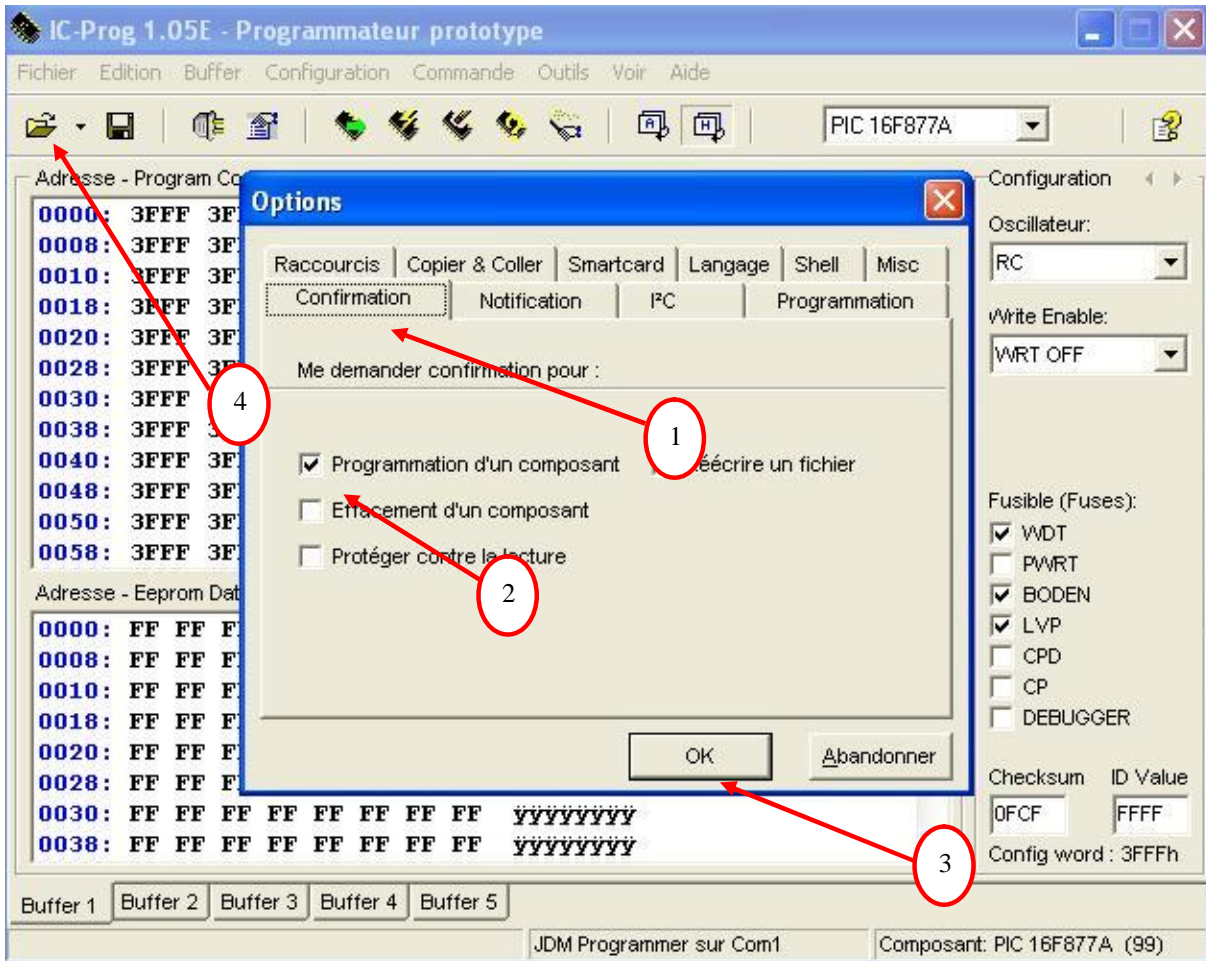 IC-Prog 1.05E - Programmateur prototype
Fichier Edition Buffer Configuration Commande Outils Voir Aide
PIC 16F877A
Adresse - Program Co
0000: 3FFF
0008: 3FFF
0010: 3FFF
0018: 3FFF
0020: 3FFF
0028: 3FFF
0030: 3FFF
0038: 3FFF
0040: 3FFF
0048: 3FFF
0050: 3FFF
0058: 3FFF
Adresse - Eeprom Dat
0000: FF FF
0008: FF FF
0010: FF FF
0018: FF FF
0020: FF FF
0028: FF FF
0030: FF FF FF FF FF FF FF FF ÿÿÿÿÿÿÿÿ
0038: FF FF FF FF FF FF FF FF ÿÿÿÿÿÿÿÿ
Options
Raccourcis Copier & Coller Smartcard Langage Shell Misc
Confirmation Notification I²C Programmation
Me demander confirmation pour :
Programmation d'un composant
un fichier
Effacement d'un composant
Protéger contre la lecture
OK Abandonner
1
2
3
4
Configuration
Oscillateur:
RC
Write Enable:
WRT OFF
Fusible (Fuses):
WDT
PWRT
BODEN
LVP
CPD
CP
DEBUGGER
Checksum ID Value
0FCF FFFF
Config word : 3FFFh
Buffer 1 Buffer 2 Buffer 3 Buffer 4 Buffer 5
JDM Programmer sur Com1 Composant: PIC 16F877A (99)